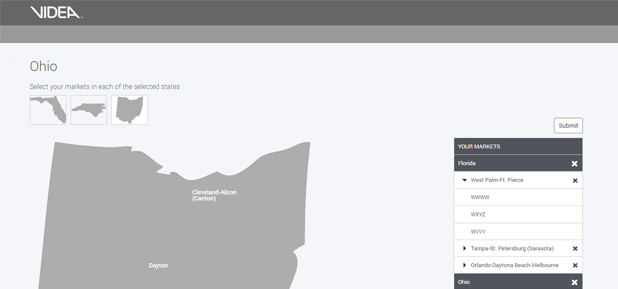 VIDEA
Ohio
Select your markets in each of the selected states
Submit
YOUR MARKETS
Florida
West Palm-Ft. Pierce
WWWW
WXYZ
WVVV
Tampa-St. Petersburg (Sarasota)
Orlando-Daytona Beach-Melbourne
Ohio
Cleveland-Akron
(Canton)
Dayton